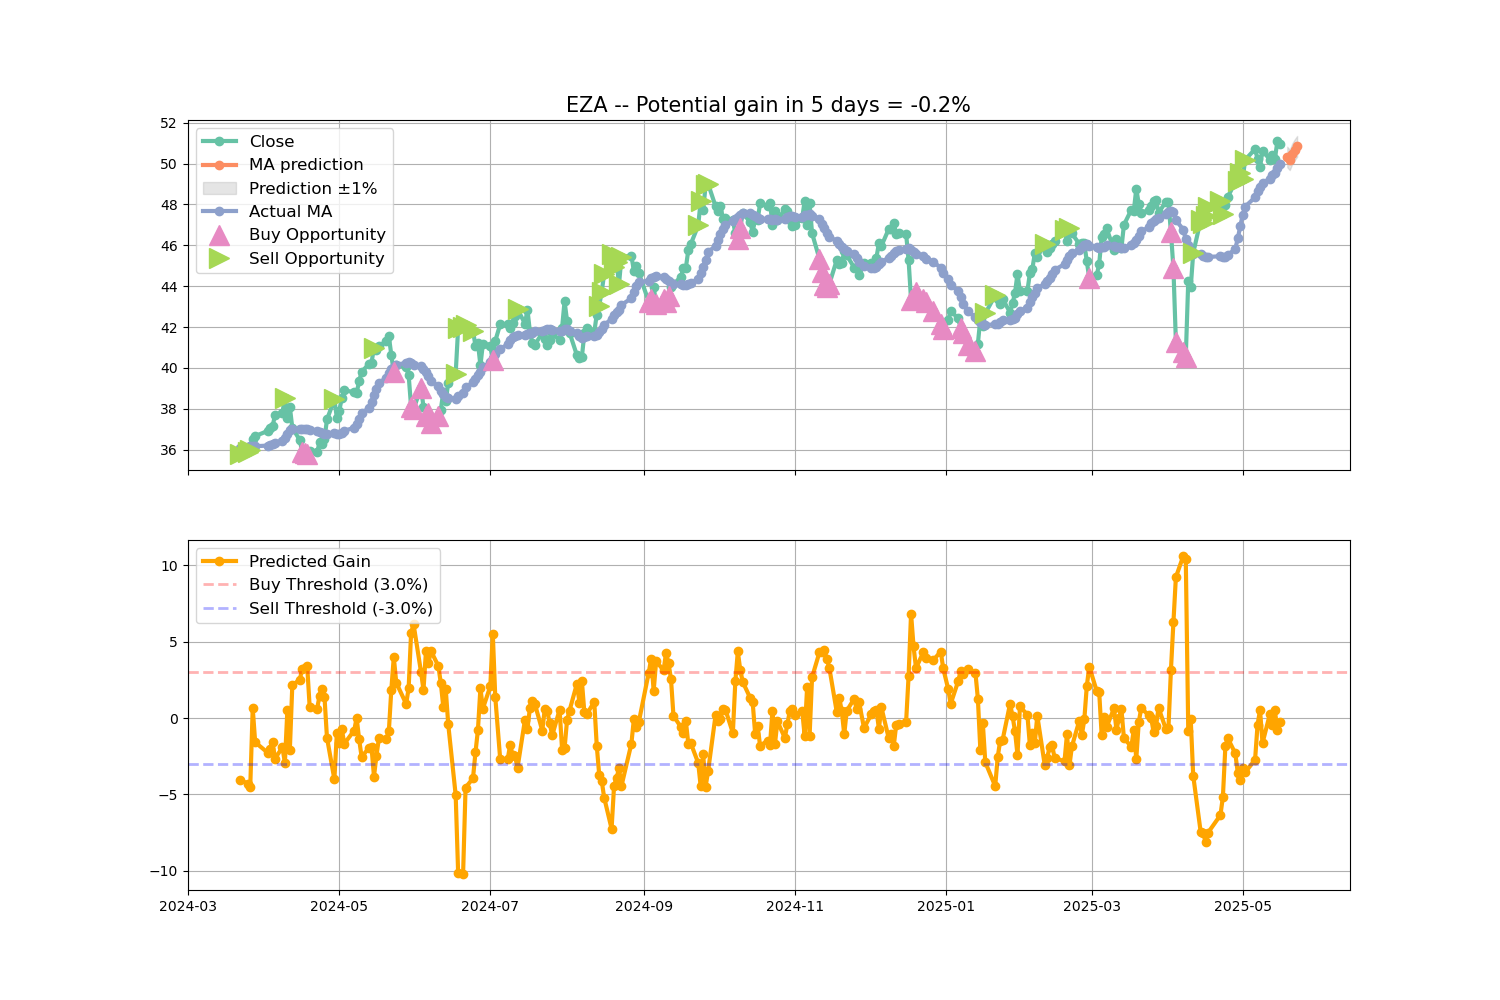 EZA -- Potential gain in 5 days = -0.2%
52
50
48
46
44
42
40
38
36
Close
MA prediction
Prediction ±1%
Actual MA
Buy Opportunity
Sell Opportunity
10
5
0
−5
−10
Predicted Gain
Buy Threshold (3.0%)
Sell Threshold (-3.0%)
2024-03
2024-05
2024-07
2024-09
2024-11
2025-01
2025-03
2025-05